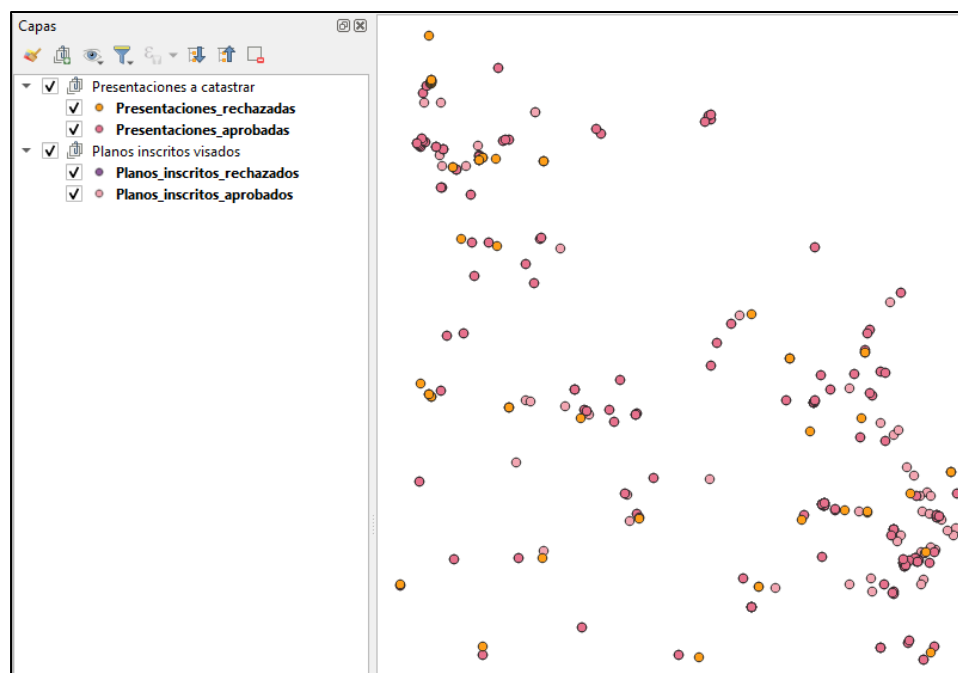 Capas
Presentaciones a catastrar
Presentaciones_rechazadas
Presentaciones_aprobadas
Planos inscritos visados
Planos_inscritos_rechazados
Planos_inscritos_aprobados